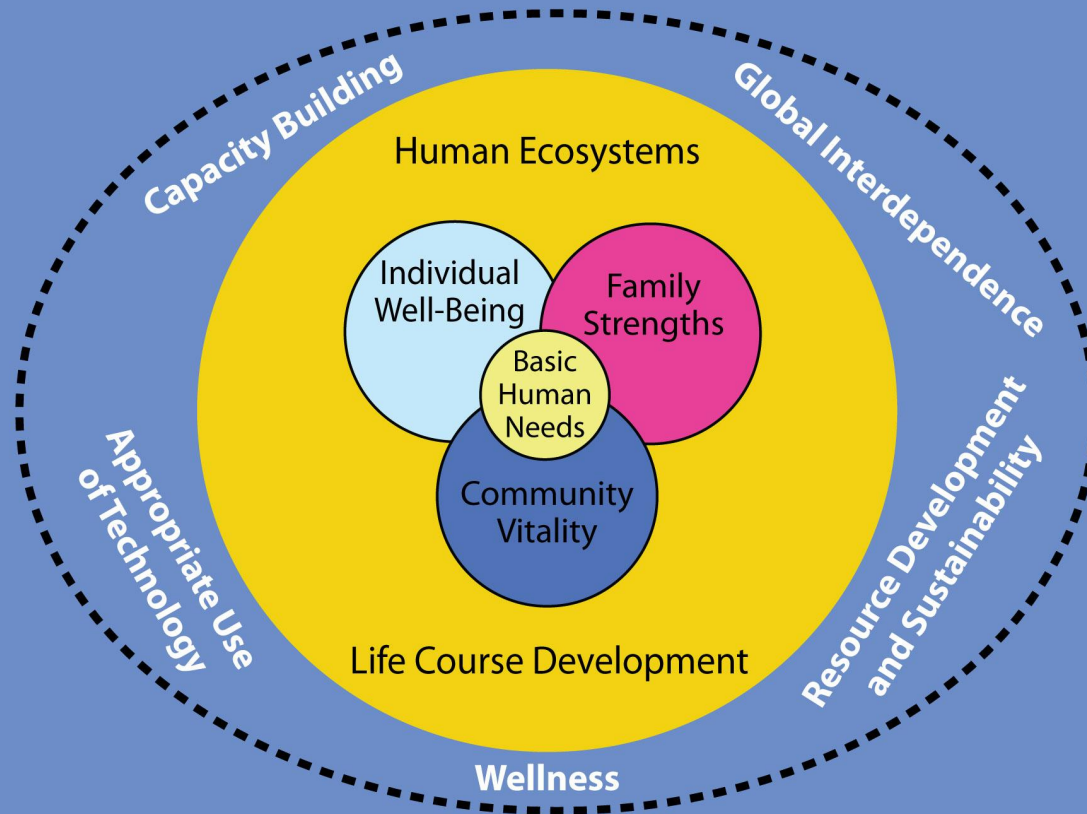 Capacity Building
Global Interdependence
Human Ecosystems
Individual
Well-Being
Family
Strengths
Basic
Human
Needs
Community
Vitality
Appropriate Use
of Technology
Resource Development
and Sustainability
Life Course Development
Wellness